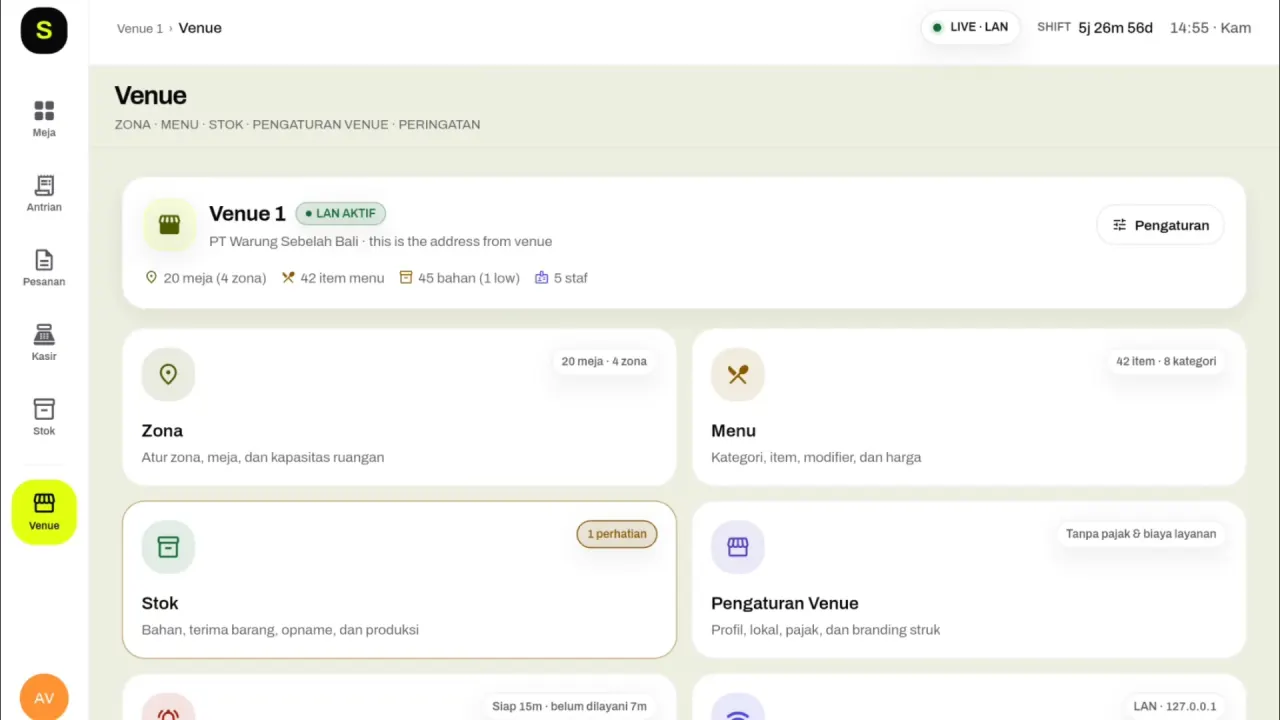 S
Venue 1 › Venue
LIVE · LAN
SHIFT 5j 26m 56d
14:55 · Kam
Meja
Antrian
Pesanan
Kasir
Stok
Venue
AV
Venue
ZONA · MENU · STOK · PENGATURAN VENUE · PERINGATAN
Venue 1
LAN AKTIF
PT Warung Sebelah Bali · this is the address from venue
Pengaturan
20 meja (4 zona) 42 item menu 45 bahan (1 low) 5 staf
20 meja · 4 zona
Zona
Atur zona, meja, dan kapasitas ruangan
42 item · 8 kategori
Menu
Kategori, item, modifier, dan harga
1 perhatian
Stok
Bahan, terima barang, opname, dan produksi
Tanpa pajak & biaya layanan
Pengaturan Venue
Profil, lokal, pajak, dan branding struk
Siap 15m · belum dilayani 7m
LAN · 127.0.0.1